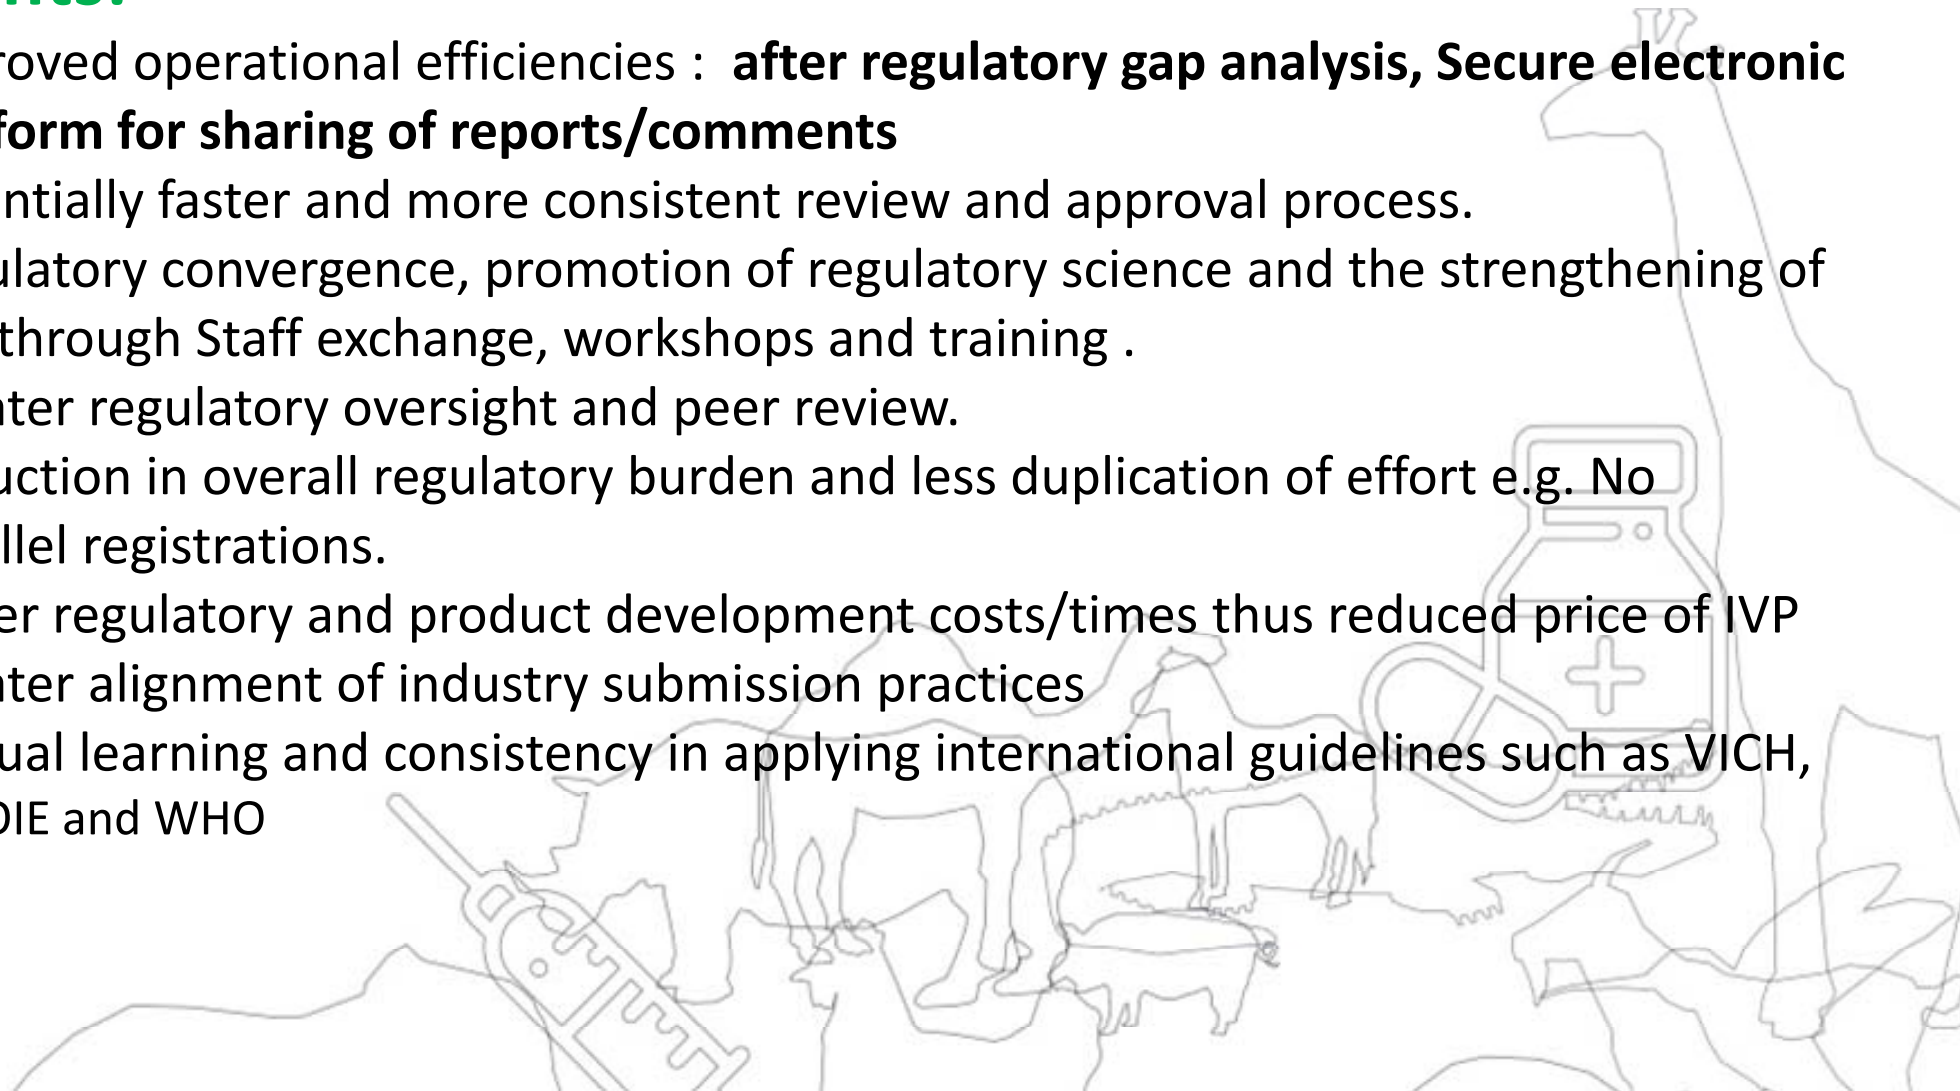 roved operational efficiencies : after regulatory gap analysis, Secure electronic
form for sharing of reports/comments
ntially faster and more consistent review and approval process.
ulatory convergence, promotion of regulatory science and the strengthening of
through Staff exchange, workshops and training .
ter regulatory oversight and peer review.
uction in overall regulatory burden and less duplication of effort e.g. No
llel registrations.
er regulatory and product development costs/times thus reduced price of IVP
ter alignment of industry submission practices
ual learning and consistency in applying international guidelines such as VICH,
OIE and WHO